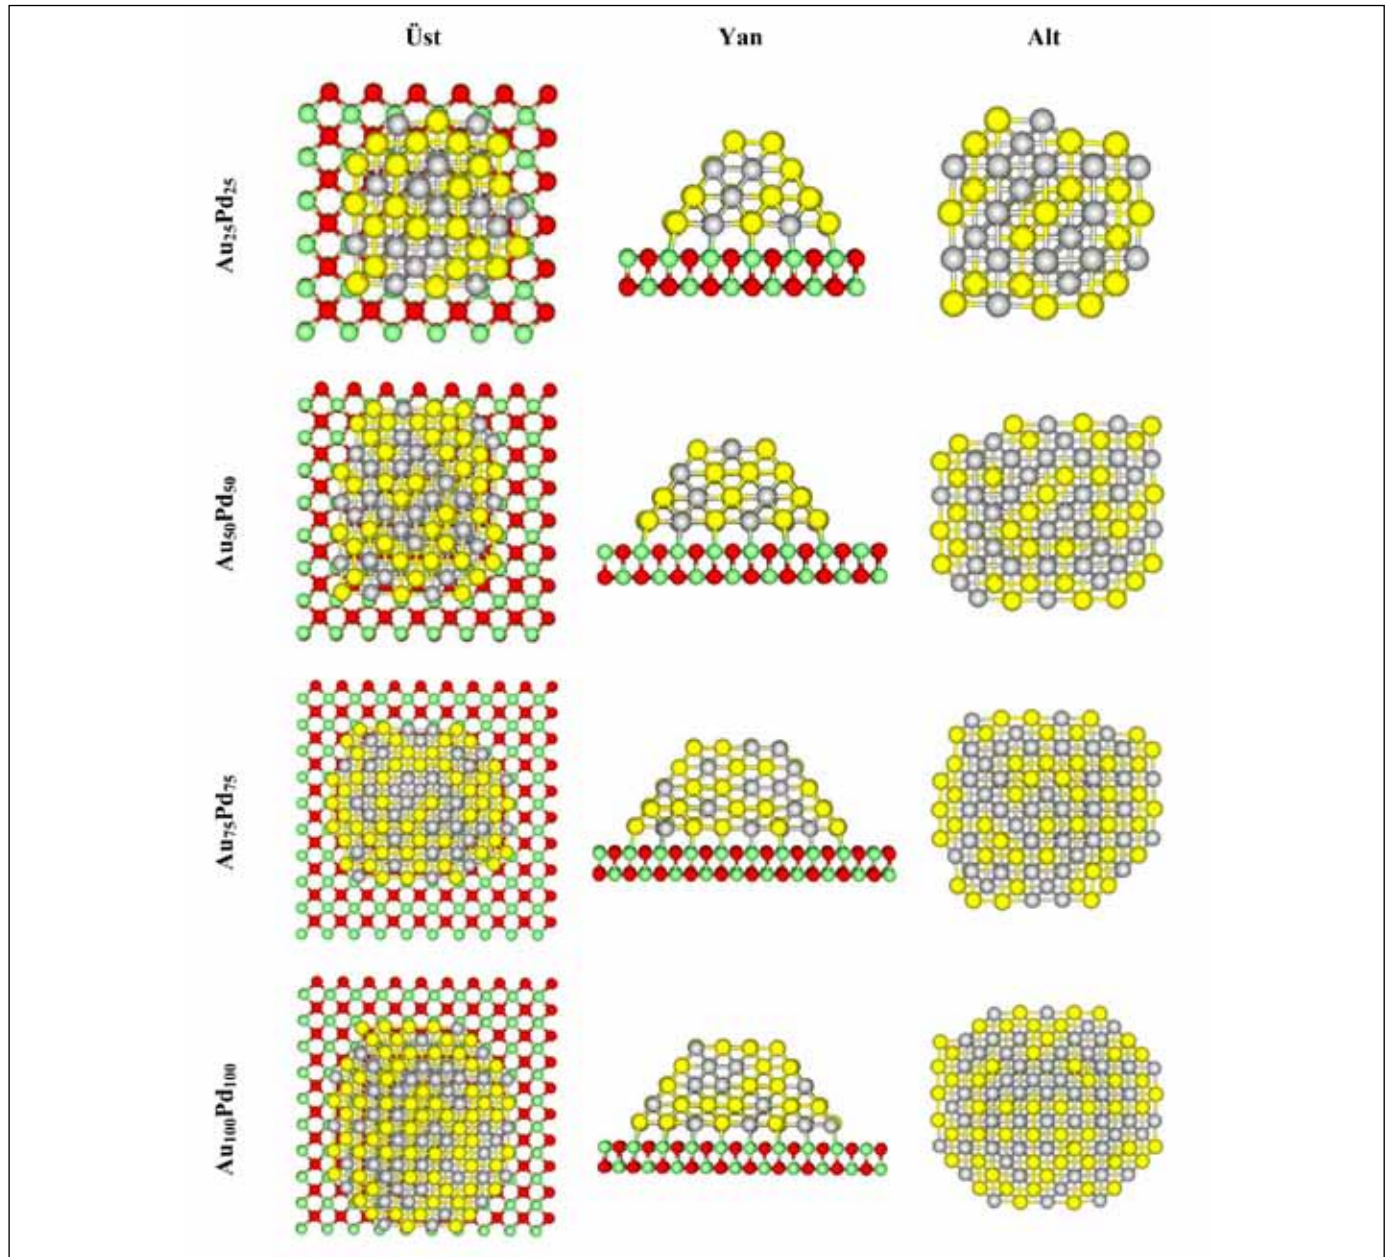 Üst Yan Alt
Au₂₅Pd₂₅
Au₅₀Pd₅₀
Au₇₅Pd₇₅
Au₁₀₀Pd₁₀₀